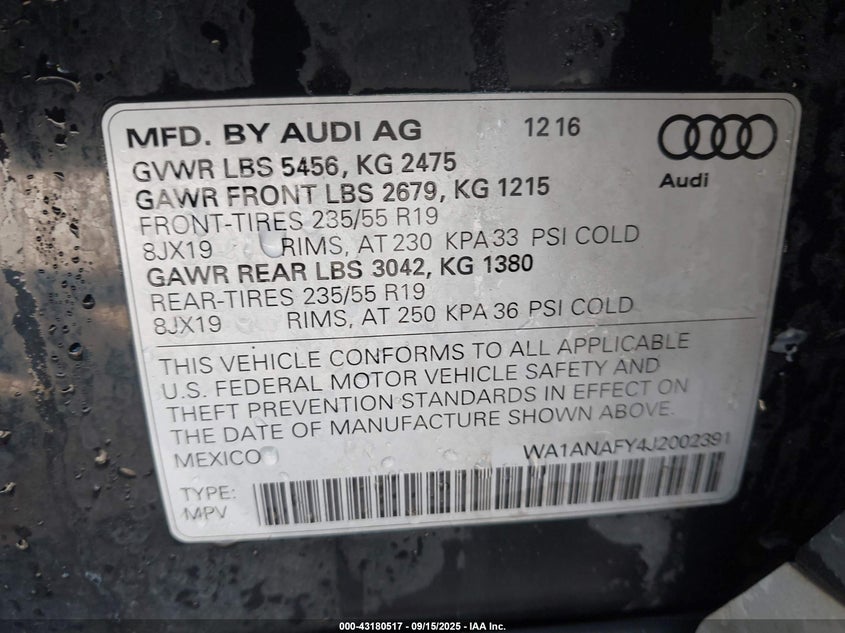 MFD. BY AUDI AG 12 16
GVWR LBS 5456, KG 2475
GAWR FRONT LBS 2679, KG 1215
Audi
FRONT-TIRES 235/55 R19
8JX19 RIMS, AT 230 KPA 33 PSI COLD
GAWR REAR LBS 3042, KG 1380
REAR-TIRES 235/55 R19
8JX19 RIMS, AT 250 KPA 36 PSI COLD
THIS VEHICLE CONFORMS TO ALL APPLICABLE
U.S. FEDERAL MOTOR VEHICLE SAFETY AND
THEFT PREVENTION STANDARDS IN EFFECT ON
THE DATE OF MANUFACTURE SHOWN ABOVE.
MEXICO WA1ANAFY4J2002391
TYPE:
MPV
000-43180517 - 09/15/2025 - IAA Inc.